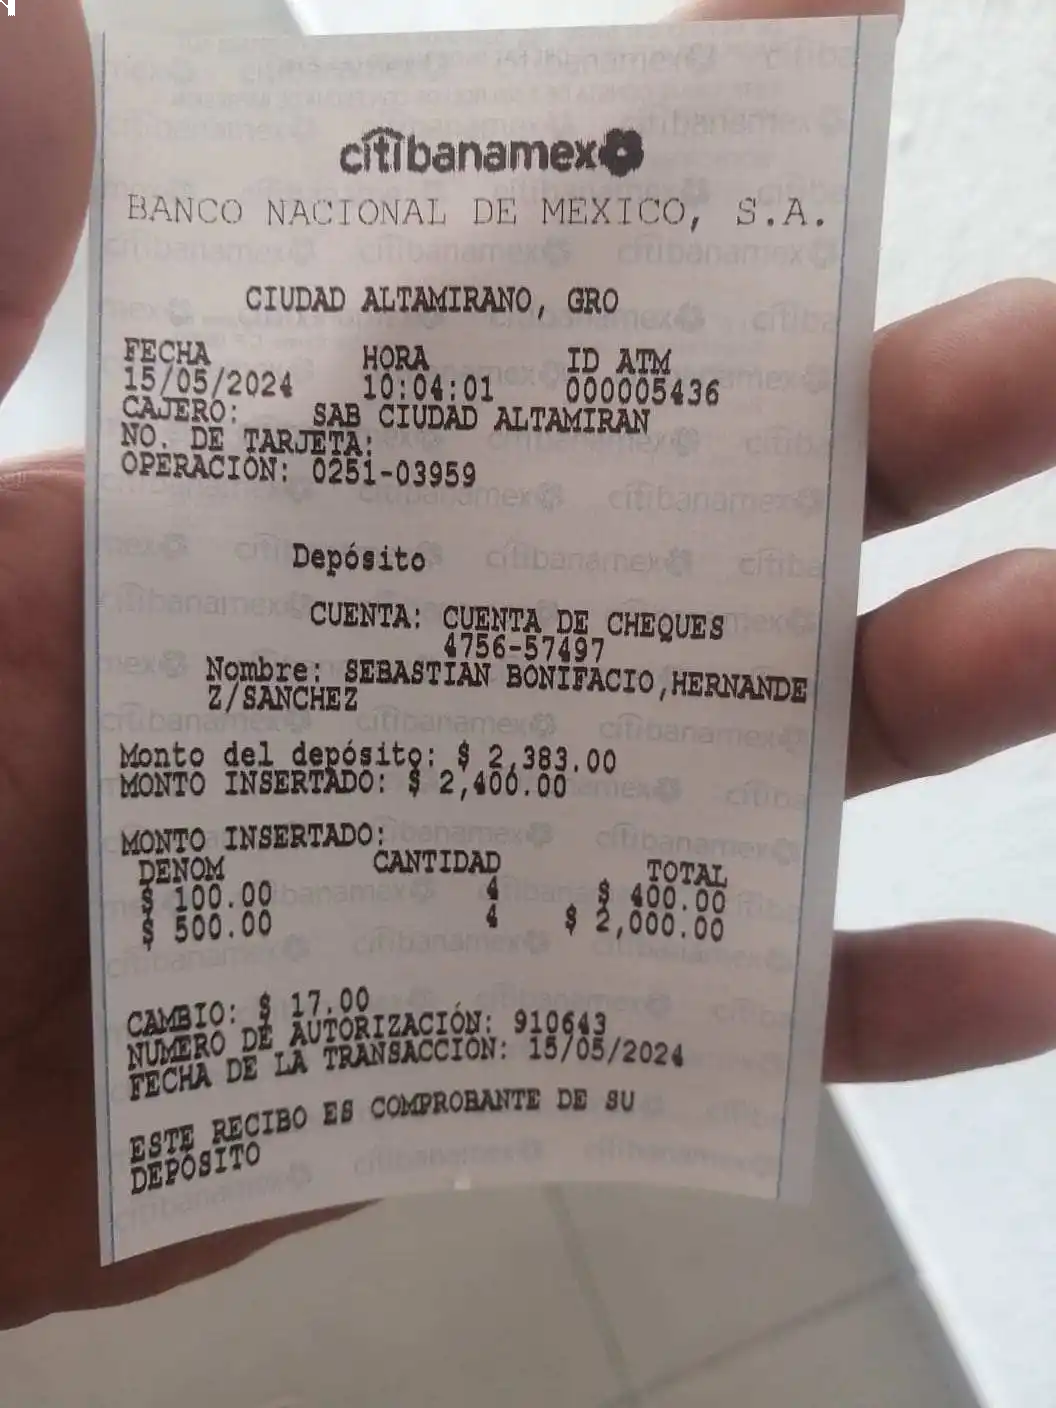 citibanamex
BANCO NACIONAL DE MEXICO, S.A.
CIUDAD ALTAMIRANO, GRO
FECHA HORA ID ATM
15/05/2024 10:04:01 000005436
CAJERO: SAB CIUDAD ALTAMIRAN
NO. DE TARJETA:
OPERACIÓN: 0251-03959
Depósito
CUENTA: CUENTA DE CHEQUES
4756-57497
Nombre: SEBASTIAN BONIFACIO,HERNANDE
Z/SANCHEZ
Monto del depósito: $ 2,383.00
MONTO INSERTADO: $ 2,400.00
MONTO INSERTADO:
DENOM CANTIDAD TOTAL
$ 100.00 4 $ 400.00
$ 500.00 4 $ 2,000.00
CAMBIO: $ 17.00
NUMERO DE AUTORIZACIÓN: 910643
FECHA DE LA TRANSACCIÓN: 15/05/2024
ESTE RECIBO ES COMPROBANTE DE SU
DEPÓSITO